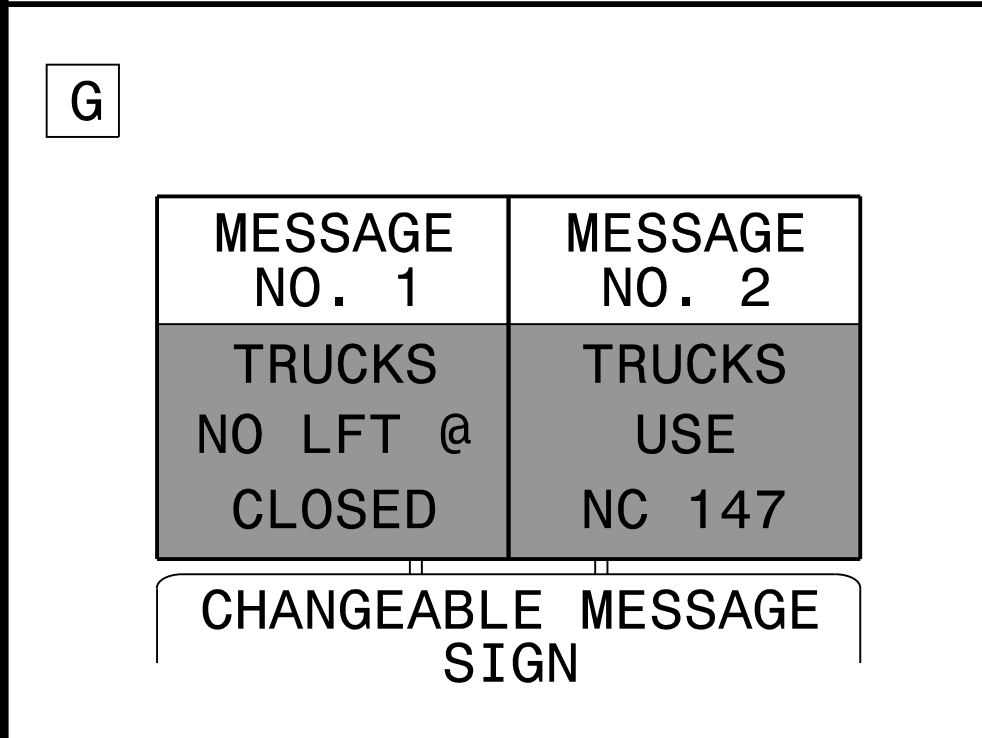 G
MESSAGE
NO. 1
MESSAGE
NO. 2
TRUCKS
NO LFT @
CLOSED
TRUCKS
USE
NC 147
CHANGEABLE MESSAGE
SIGN